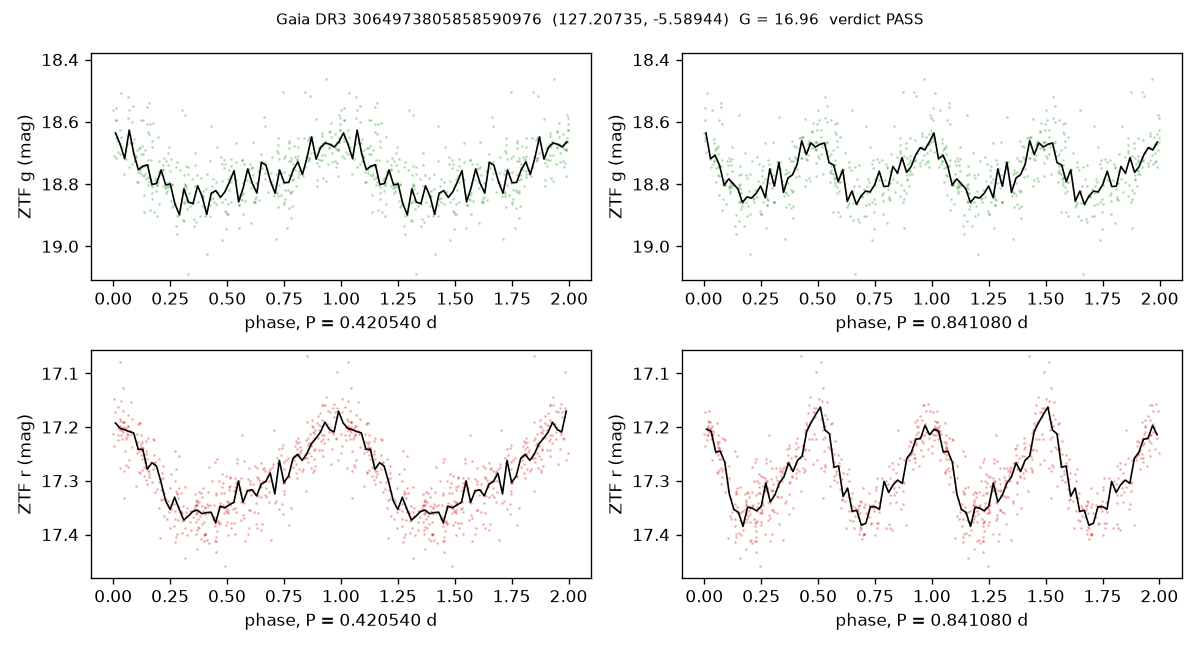 Gaia DR3 3064973805858590976 (127.20735, -5.58944) G = 16.96 verdict PASS
ZTF g (mag)
18.4
18.6
18.8
19.0
0.00 0.25 0.50 0.75 1.00 1.25 1.50 1.75 2.00
phase, P = 0.420540 d
ZTF g (mag)
18.4
18.6
18.8
19.0
0.00 0.25 0.50 0.75 1.00 1.25 1.50 1.75 2.00
phase, P = 0.841080 d
ZTF r (mag)
17.1
17.2
17.3
17.4
0.00 0.25 0.50 0.75 1.00 1.25 1.50 1.75 2.00
phase, P = 0.420540 d
ZTF r (mag)
17.1
17.2
17.3
17.4
0.00 0.25 0.50 0.75 1.00 1.25 1.50 1.75 2.00
phase, P = 0.841080 d